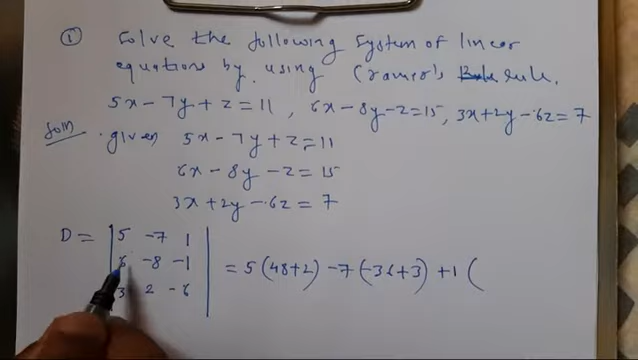 ① Solve the following System of linear
equations by using Cramer's rule.
5x - 7y + z = 11 , 6x - 8y - z = 15, 3x + 2y - 6z = 7
Soln . given 5x - 7y + z = 11
6x - 8y - z = 15
3x + 2y - 6z = 7
D = | 5 -7 1 |
| 6 -8 -1 | = 5 (48+2) -7 (-36+3) +1 (
| 3 2 -6 |